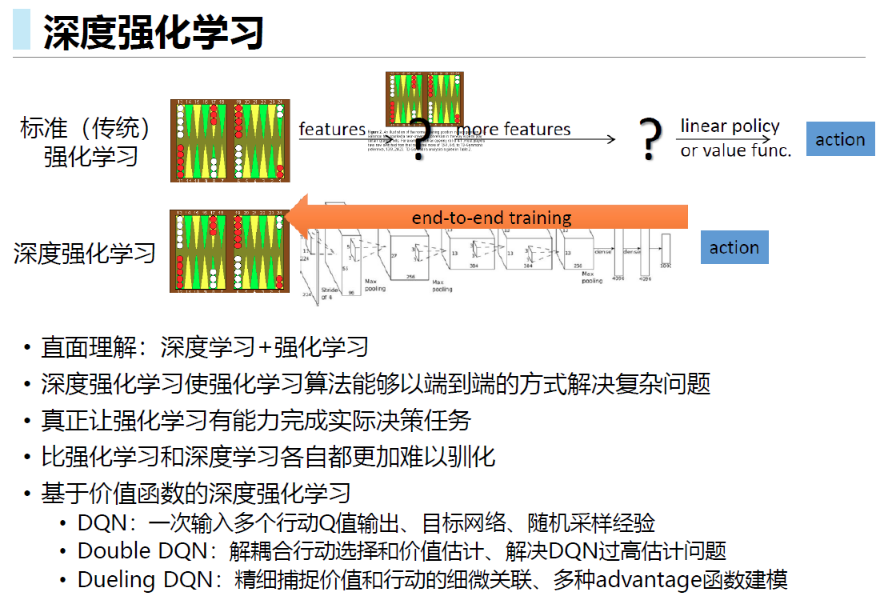 深度强化学习
标准（传统）
强化学习
features
more features
linear policy
or value func.
action
end-to-end training
深度强化学习
action
Stride
of 4
Max
pooling
Max
pooling
Max
pooling
dense
dense
• 直面理解：深度学习+强化学习
• 深度强化学习使强化学习算法能够以端到端的方式解决复杂问题
• 真正让强化学习有能力完成实际决策任务
• 比强化学习和深度学习各自都更加难以驯化
• 基于价值函数的深度强化学习
• DQN：一次输入多个行动Q值输出、目标网络、随机采样经验
• Double DQN：解耦合行动选择和价值估计、解决DQN过高估计问题
• Dueling DQN：精细捕捉价值和行动的细微关联、多种advantage函数建模